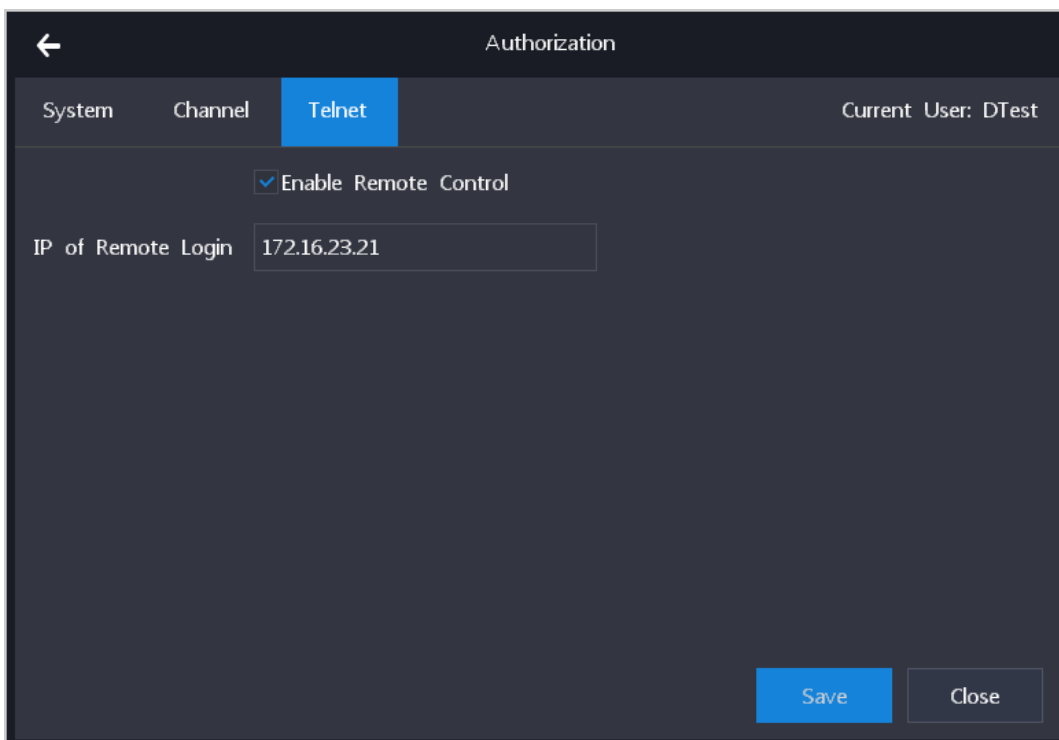 Authorization
System Channel Telnet Current User: DTest
Enable Remote Control
IP of Remote Login 172.16.23.21
Save Close